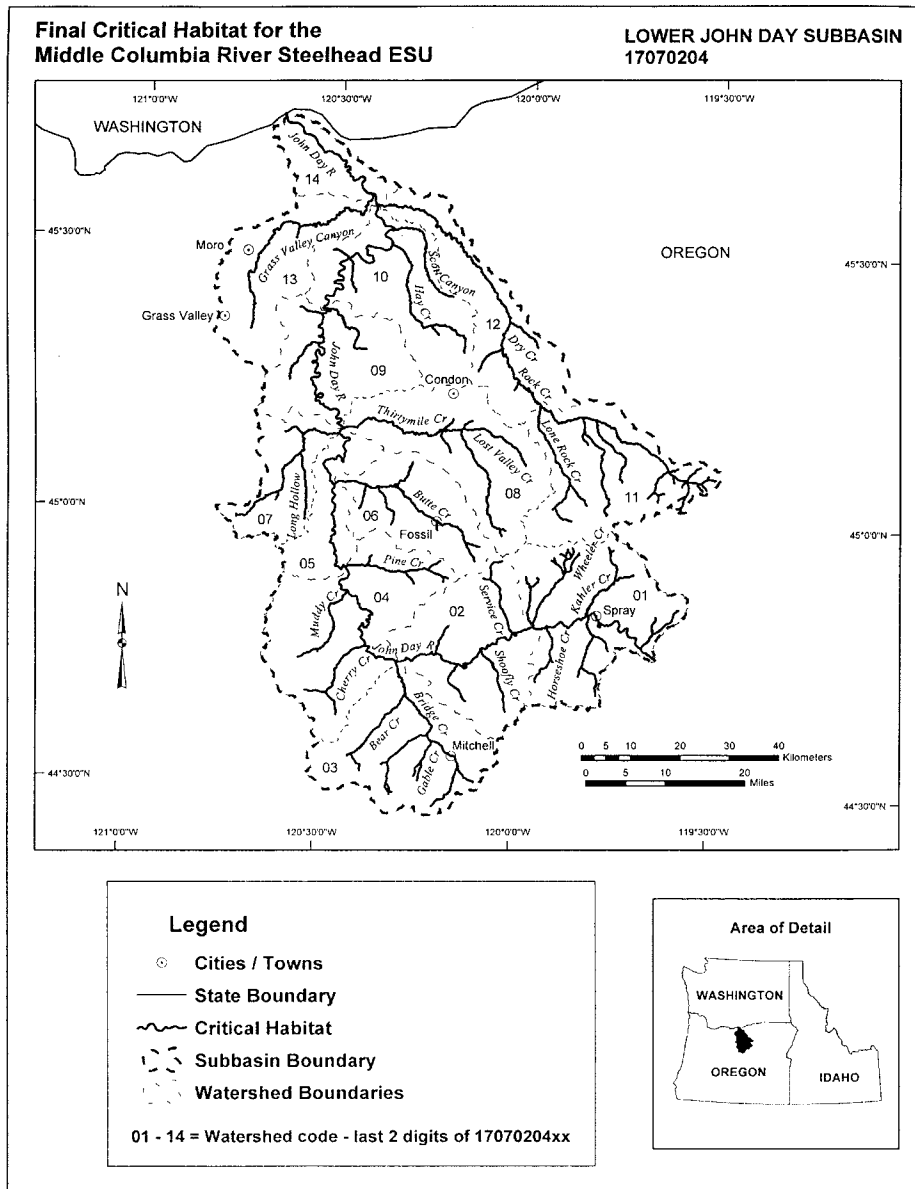 Final Critical Habitat for the
Middle Columbia River Steelhead ESU
LOWER JOHN DAY SUBBASIN
17070204
121°0'0"W
120°30'0"W
120°0'0"W
119°30'0"W
WASHINGTON
John Day R
14
45°30'0"N
Moro
Grass Valley Canyon
Scott Canyon
OREGON
45°30'0"N
13
10
Hay Cr
Grass Valley
12
Dry Cr
John Day R
09
Condon
Rock Cr
Thirtymile Cr
Lost Valley Cr
Lone Rock Cr
45°0'0"N
Long Hollow
07
06
Butte Cr
08
11
Fossil
45°0'0"N
05
Pine Cr
Wheeler Cr
N
Muddy Cr
04
02
Service Cr
Kahler Cr
01
Spray
John Day R
Cherry Cr
Shoofly Cr
Horseshoe Cr
Bridge Cr
Bear Cr
Mitchell
03
Gable Cr
44°30'0"N
0 5 10 20 30 40
Kilometers
0 5 10 20
Miles
44°30'0"N
121°0'0"W
120°30'0"W
120°0'0"W
119°30'0"W
Legend
Cities / Towns
State Boundary
Critical Habitat
Subbasin Boundary
Watershed Boundaries
01 - 14 = Watershed code - last 2 digits of 17070204xx
Area of Detail
WASHINGTON
OREGON
IDAHO